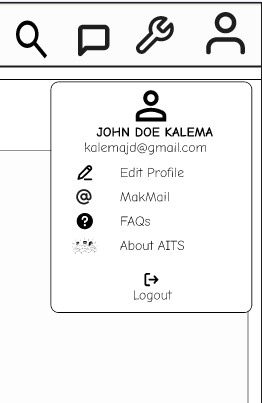 JOHN DOE KALEMA
kalemajd@gmail.com
Edit Profile
@ MakMail
? FAQs
About AITS
Logout